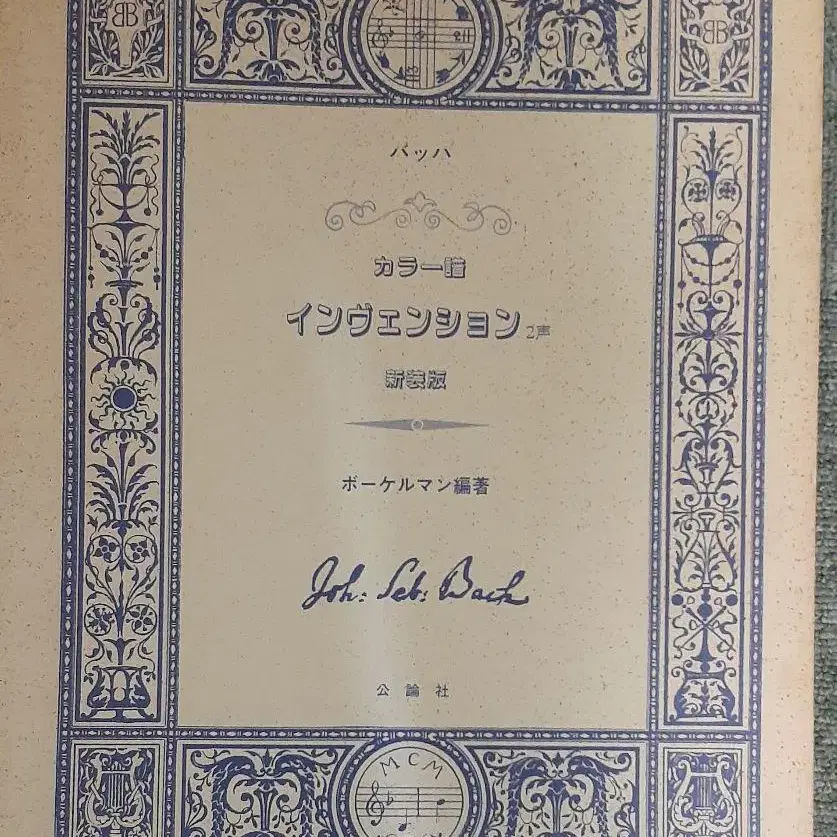 バッハ
カラー譜
インヴェンション2声
新装版
ボーケルマン編著
Joh: Seb: Bach
公論社
MCM